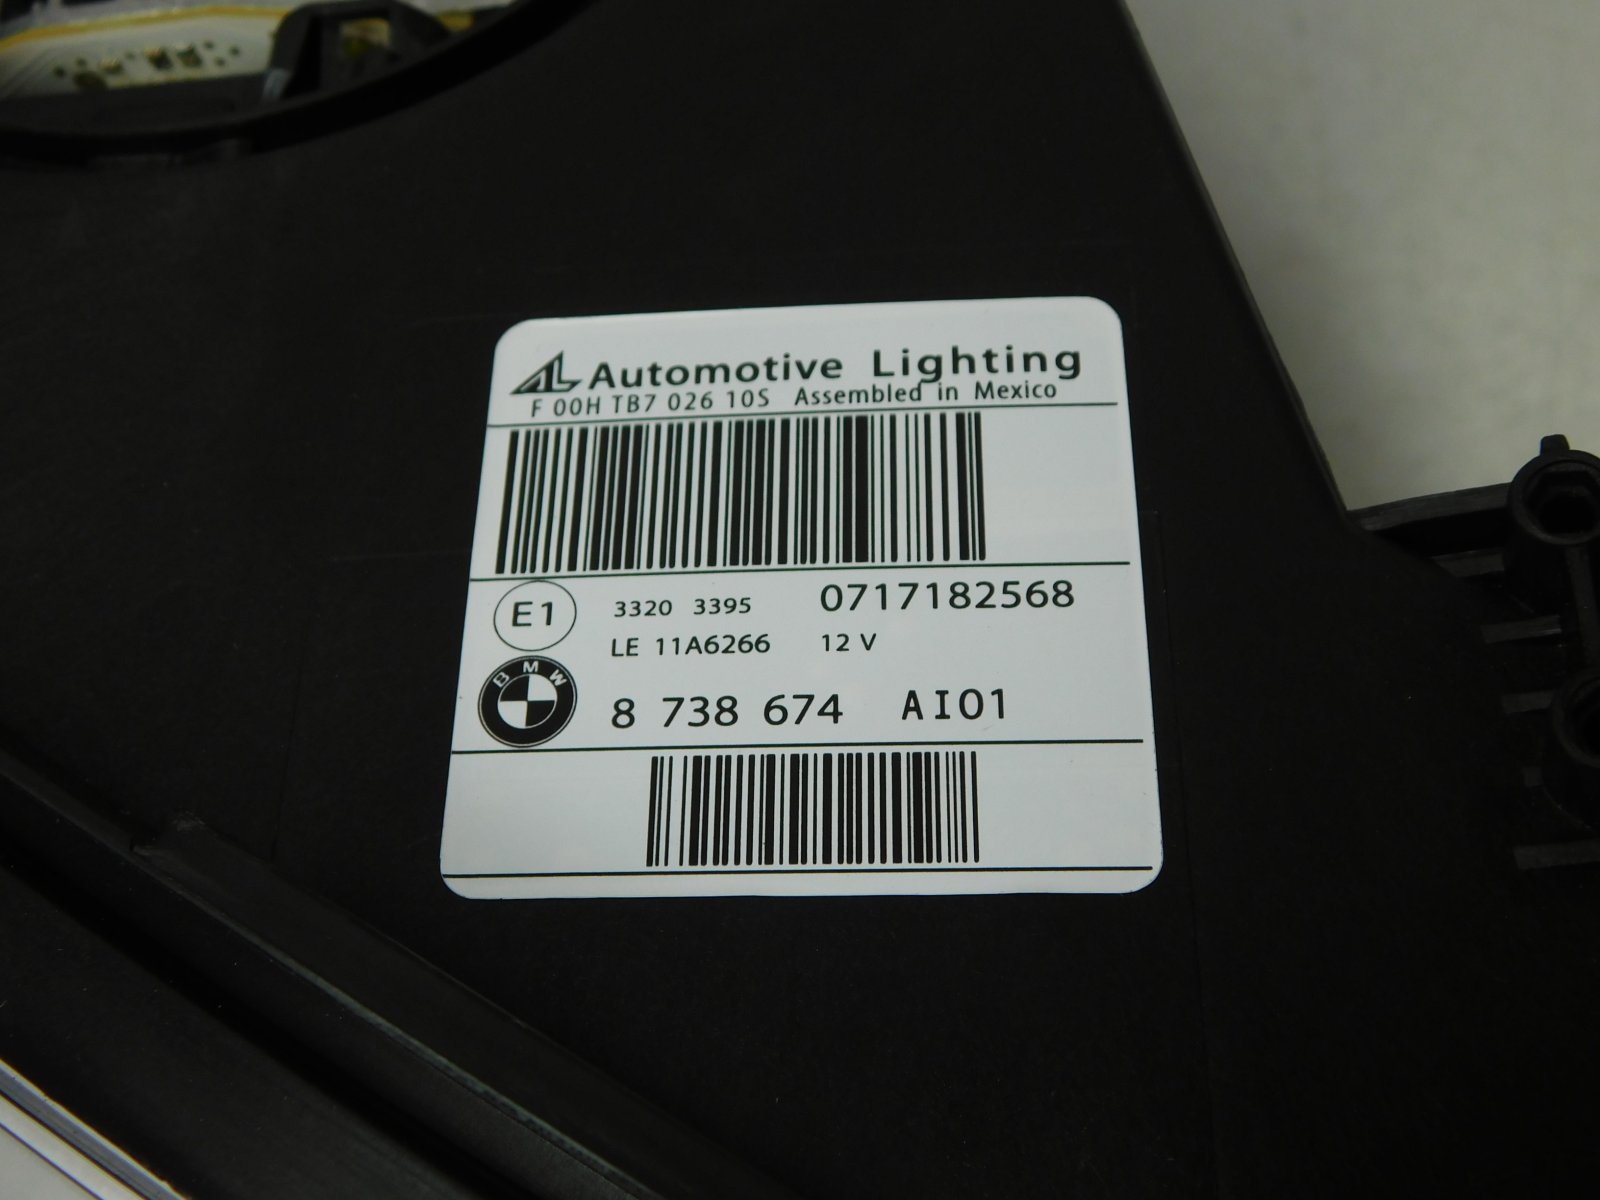 AL Automotive Lighting
F 00H TB7 026 10S Assembled in Mexico
E1 3320 3395 0717182568
LE 11A6266 12 V
BMW
8 738 674 AI01